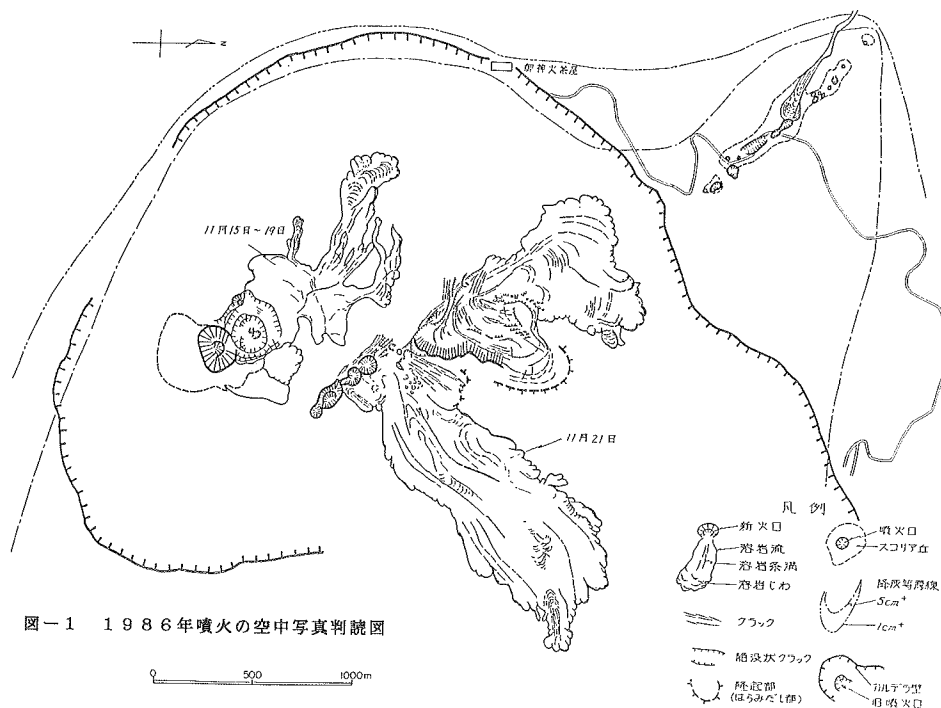 N
御神火茶屋
11月15日~19日
11月21日
凡例
新火口
溶岩流
溶岩条溝
溶岩じわ
クラック
陥没状クラック
隆起部
(はらみだし部)
噴火口
スコリア丘
降灰等層線
5cm+
1cm+
カルデラ壁
旧噴火口
図-1 1986年噴火の空中写真判読図
0 500 1000m